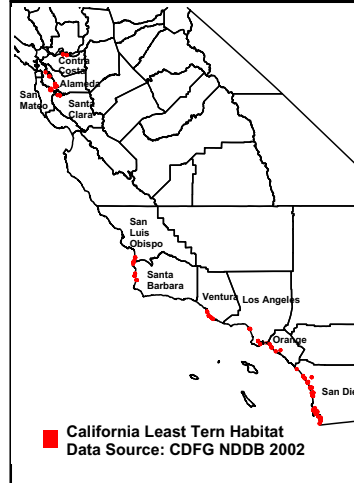 Contra
Costa
Alameda
San
Mateo
Santa
Clara
San
Luis
Obispo
Santa
Barbara
Ventura
Los Angeles
Orange
San Die
California Least Tern Habitat
Data Source: CDFG NDDB 2002